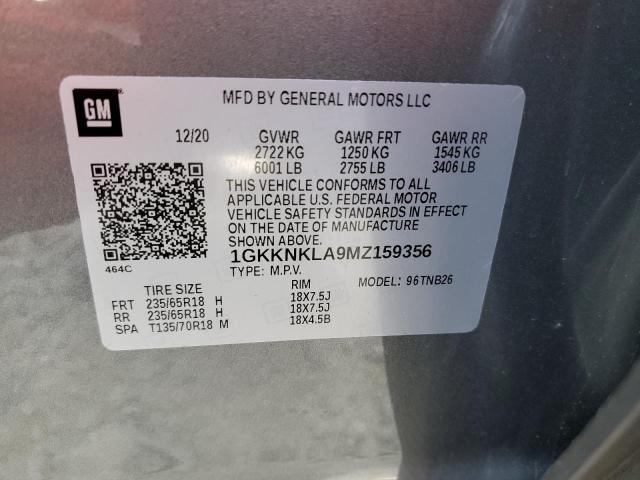 GM
MFD BY GENERAL MOTORS LLC
12/20 GVWR GAWR FRT GAWR RR
2722 KG 1250 KG 1545 KG
6001 LB 2755 LB 3406 LB
THIS VEHICLE CONFORMS TO ALL
APPLICABLE U.S. FEDERAL MOTOR
VEHICLE SAFETY STANDARDS IN EFFECT
ON THE DATE OF MANUFACTURE
SHOWN ABOVE.
464C
1GKKNKLA9MZ159356
TYPE: M.P.V. MODEL: 96TNB26
TIRE SIZE RIM
FRT 235/65R18 H 18X7.5J
RR 235/65R18 H 18X7.5J
SPA T135/70R18 M 18X4.5B